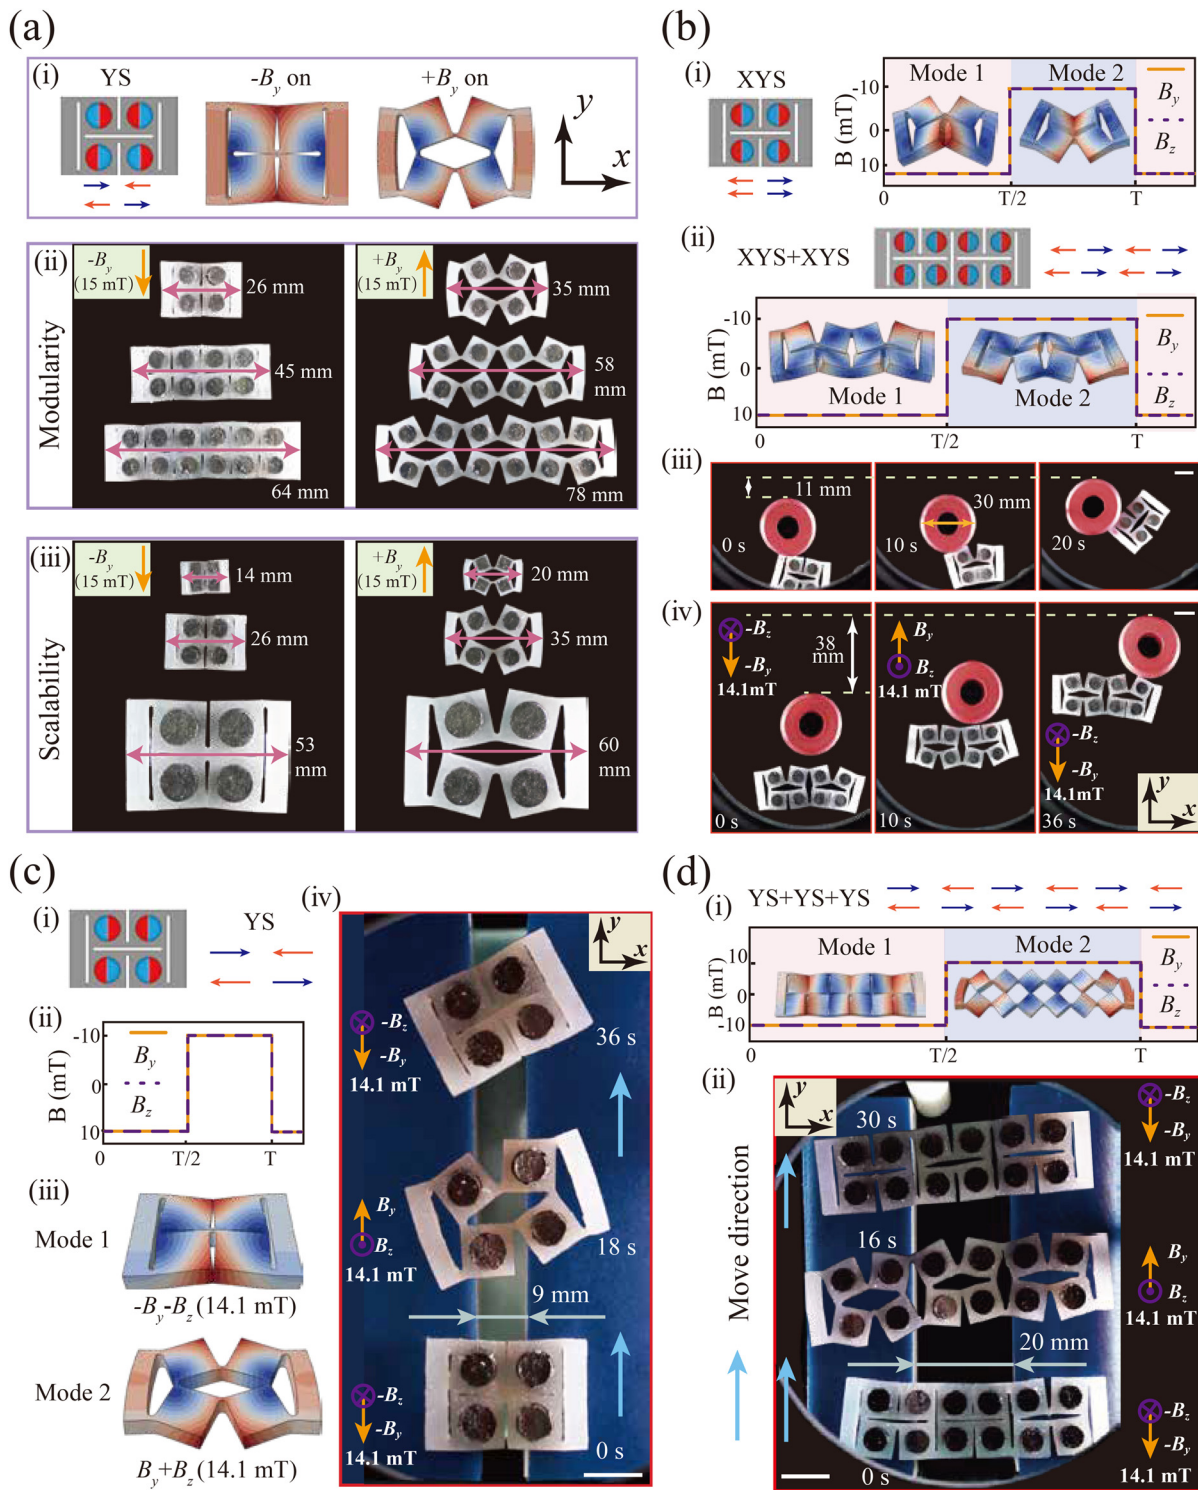 (a)
(i) YS -By on +By on
y
x
(ii)
Modularity
-By
(15 mT)
26 mm
45 mm
64 mm
+By
(15 mT)
35 mm
58
mm
78 mm
(iii)
Scalability
-By
(15 mT)
14 mm
26 mm
53
mm
+By
(15 mT)
20 mm
35 mm
60
mm
(b)
(i) XYS
Mode 1 Mode 2
B (mT)
-10
0
10
0 T/2 T
By
Bz
(ii)
XYS+XYS
B (mT)
-10
0
10
Mode 1 Mode 2
0 T/2 T
By
Bz
(iii)
11 mm
0 s
30 mm
10 s
20 s
(iv)
-Bz
-By
14.1mT
38
mm
0 s
By
Bz
14.1 mT
10 s
-Bz
-By
14.1mT
36 s
y
x
(c)
(i) YS
(ii)
B (mT)
-10
0
10
By
Bz
0 T/2 T
(iii)
Mode 1
-By-Bz (14.1 mT)
Mode 2
By+Bz (14.1 mT)
(iv)
y
x
-Bz
-By
14.1 mT
36 s
By
Bz
14.1 mT
18 s
9 mm
-Bz
-By
14.1 mT
0 s
(d)
YS+YS+YS
(i)
B (mT)
10
0
-10
Mode 1 Mode 2
0 T/2 T
By
Bz
(ii)
Move direction
y
x
30 s
-Bz
-By
14.1 mT
16 s
By
Bz
14.1 mT
20 mm
-Bz
-By
14.1 mT
0 s